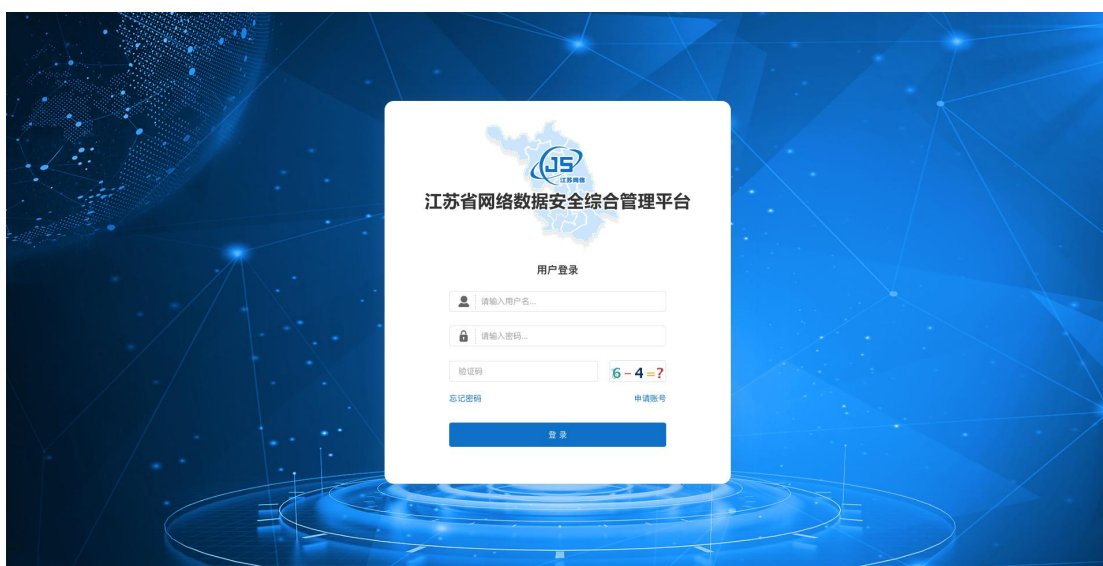 JS
江苏网信
江苏省网络数据安全综合管理平台
用户登录
请输入用户名...
请输入密码...
验证码
6-4=?
忘记密码
申请账号
登 录